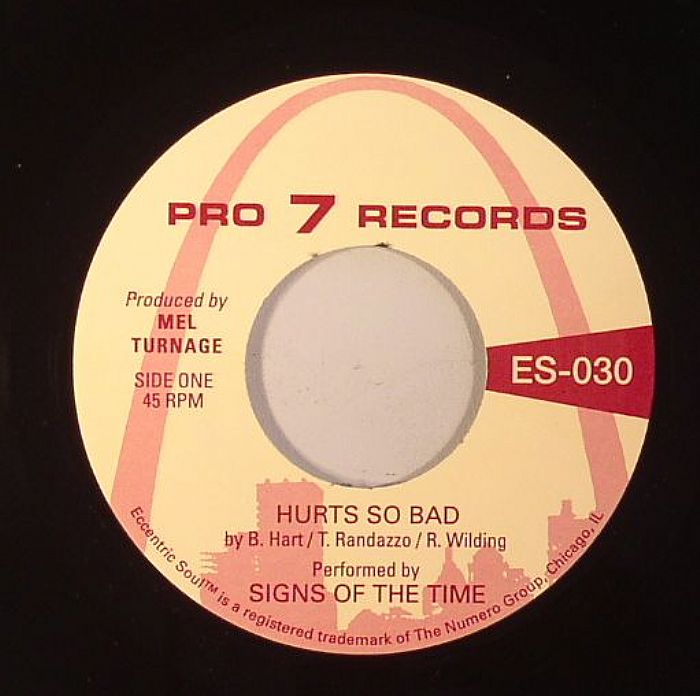 PRO 7 RECORDS
Produced by
MEL
TURNAGE
SIDE ONE
45 RPM
ES-030
HURTS SO BAD
by B. Hart / T. Randazzo / R. Wilding
Performed by
SIGNS OF THE TIME
Eccentric Soul™ is a registered trademark of The Numero Group, Chicago, IL